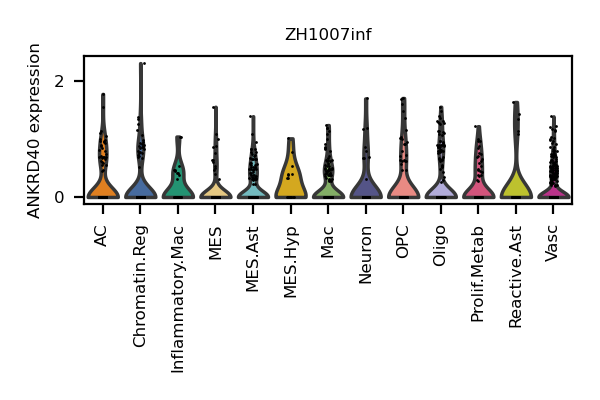 ZH1007inf
ANKRD40 expression
2
0
AC
Chromatin.Reg
Inflammatory.Mac
MES
MES.Ast
MES.Hyp
Mac
Neuron
OPC
Oligo
Prolif.Metab
Reactive.Ast
Vasc